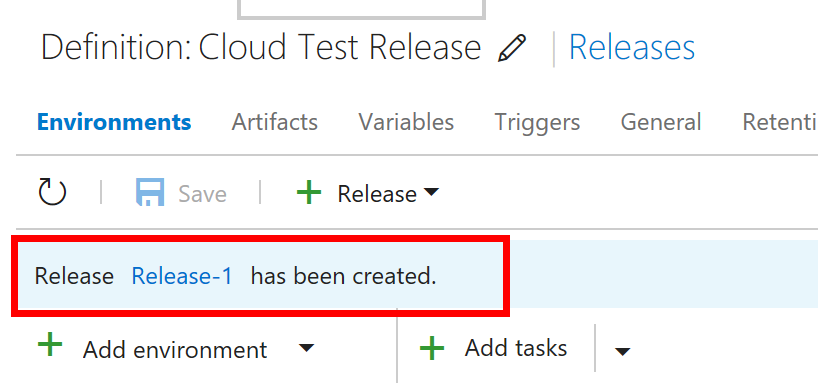 Definition: Cloud Test Release Releases
Environments Artifacts Variables Triggers General Retenti
Save Release
Release Release-1 has been created.
Add environment Add tasks